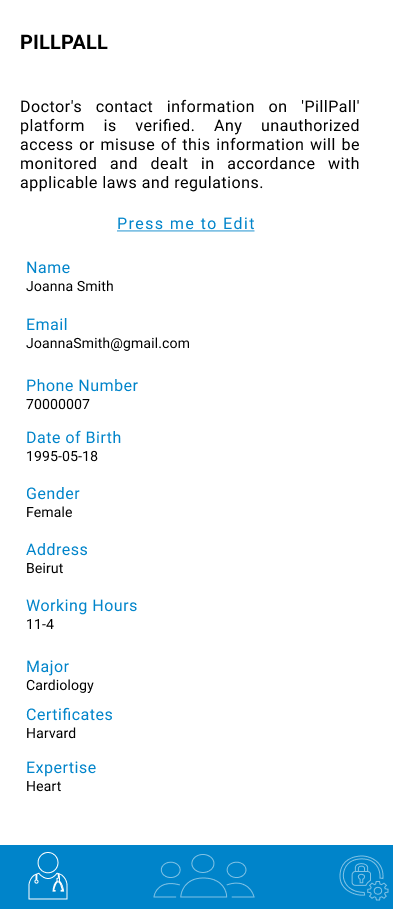 PILLPALL
Doctor's contact information on 'PillPall'
platform is verified. Any unauthorized
access or misuse of this information will be
monitored and dealt in accordance with
applicable laws and regulations.
Press me to Edit
Name
Joanna Smith
Email
JoannaSmith@gmail.com
Phone Number
70000007
Date of Birth
1995-05-18
Gender
Female
Address
Beirut
Working Hours
11-4
Major
Cardiology
Certificates
Harvard
Expertise
Heart